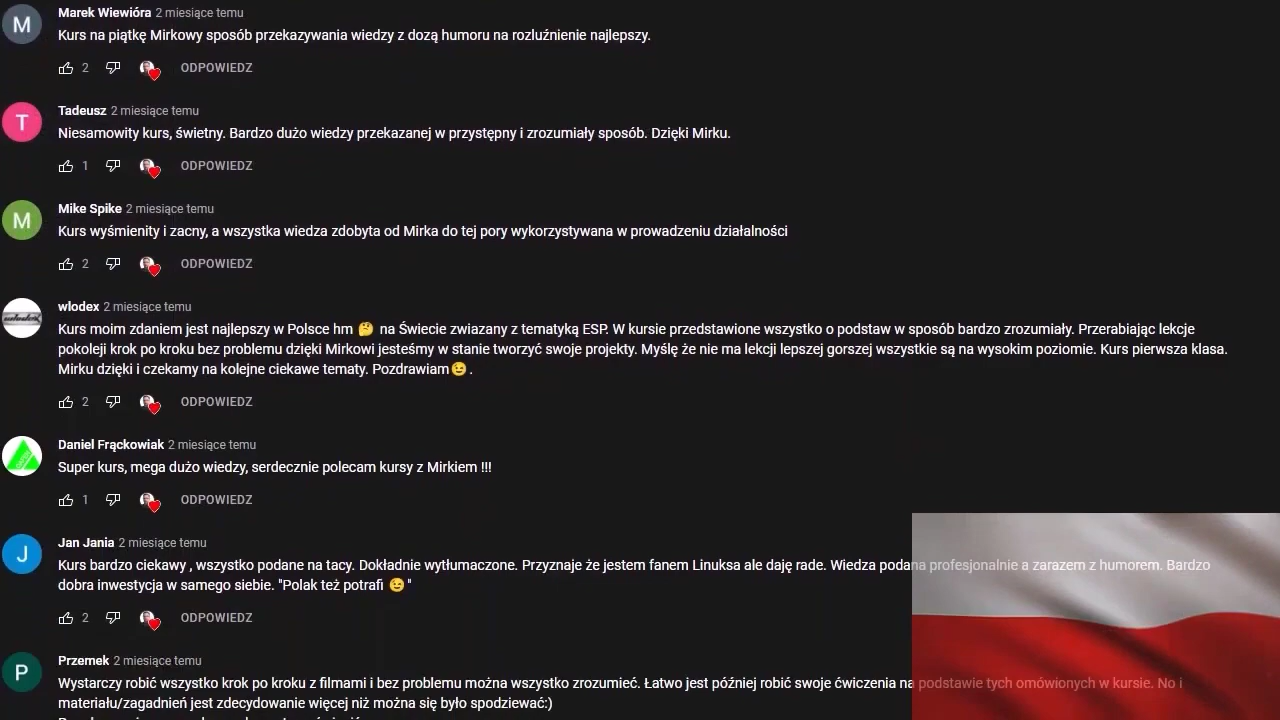 Marek Wiewióra 2 miesiące temu
Kurs na piątkę Mirkowy sposób przekazywania wiedzy z dozą humoru na rozluźnienie najlepszy.
2 ODPOWIEDZ
Tadeusz 2 miesiące temu
Niesamowity kurs, świetny. Bardzo dużo wiedzy przekazanej w przystępny i zrozumiały sposób. Dzięki Mirku.
1 ODPOWIEDZ
Mike Spike 2 miesiące temu
Kurs wyśmienity i zacny, a wszystka wiedza zdobyta od Mirka do tej pory wykorzystywana w prowadzeniu działalności
2 ODPOWIEDZ
wlodex 2 miesiące temu
Kurs moim zdaniem jest najlepszy w Polsce hm 🤔 na Świecie zwiazany z tematyką ESP. W kursie przedstawione wszystko o podstaw w sposób bardzo zrozumiały. Przerabiając lekcje
pokoleji krok po kroku bez problemu dzięki Mirkowi jesteśmy w stanie tworzyć swoje projekty. Myślę że nie ma lekcji lepszej gorszej wszystkie są na wysokim poziomie. Kurs pierwsza klasa.
Mirku dzięki i czekamy na kolejne ciekawe tematy. Pozdrawiam😉.
2 ODPOWIEDZ
Daniel Frąckowiak 2 miesiące temu
Super kurs, mega dużo wiedzy, serdecznie polecam kursy z Mirkiem !!!
1 ODPOWIEDZ
Jan Jania 2 miesiące temu
Kurs bardzo ciekawy , wszystko podane na tacy. Dokładnie wytłumaczone. Przyznaje że jestem fanem Linuksa ale daję rade. Wiedza podana profesjonalnie a zarazem z humorem. Bardzo
dobra inwestycja w samego siebie. "Polak też potrafi 😉"
2 ODPOWIEDZ
Przemek 2 miesiące temu
Wystarczy robić wszystko krok po kroku z filmami i bez problemu można wszystko zrozumieć. Łatwo jest później robić swoje ćwiczenia na podstawie tych omówionych w kursie. No i
materiału/zagadnień jest zdecydowanie więcej niż można się było spodziewać:)